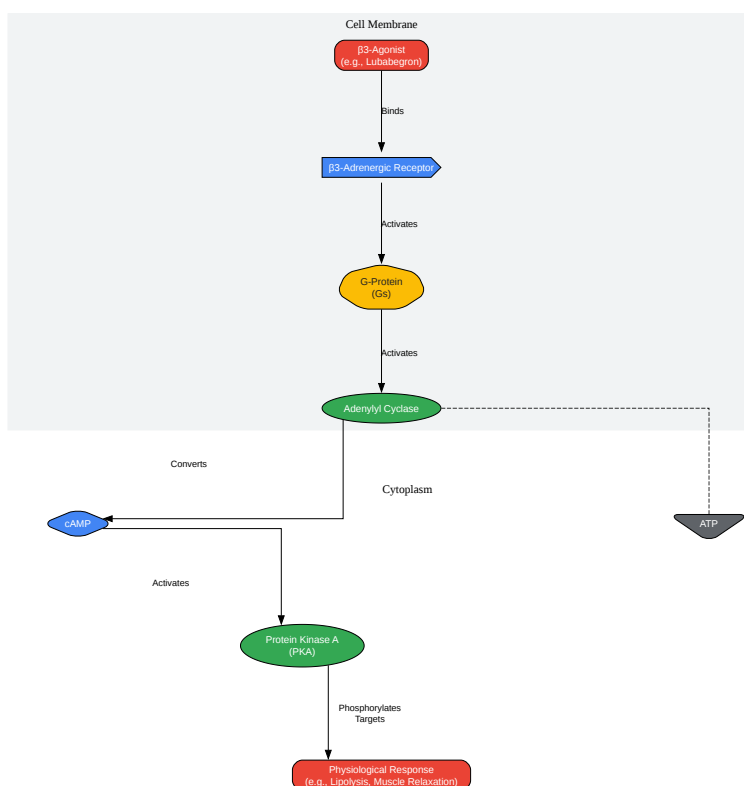 Cell Membrane
β3-Agonist
(e.g., Lubabegron)
Binds
β3-Adrenergic Receptor
Activates
G-Protein
(Gs)
Activates
Adenylyl Cyclase
Converts
Cytoplasm
cAMP
ATP
Activates
Protein Kinase A
(PKA)
Phosphorylates
Targets
Physiological Response
(e.g., Lipolysis, Muscle Relaxation)